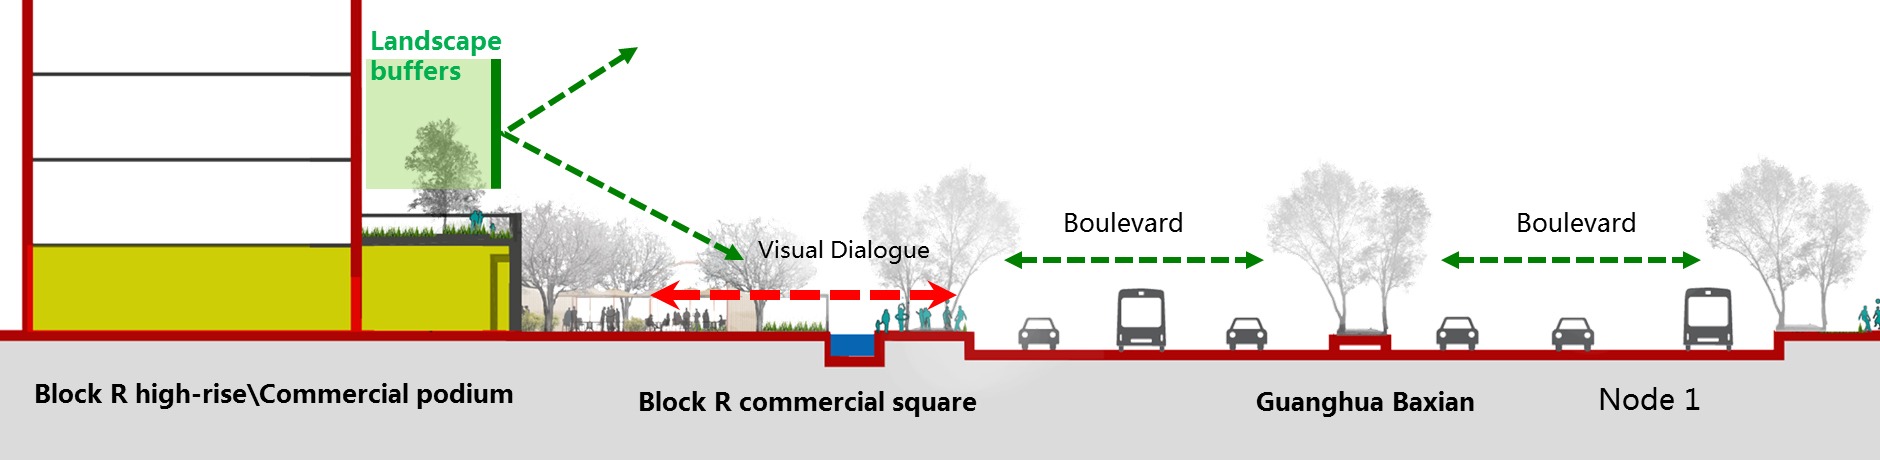 Landscape
buffers
Visual Dialogue
Boulevard
Boulevard
Block R high-rise\Commercial podium
Block R commercial square
Guanghua Baxian
Node 1